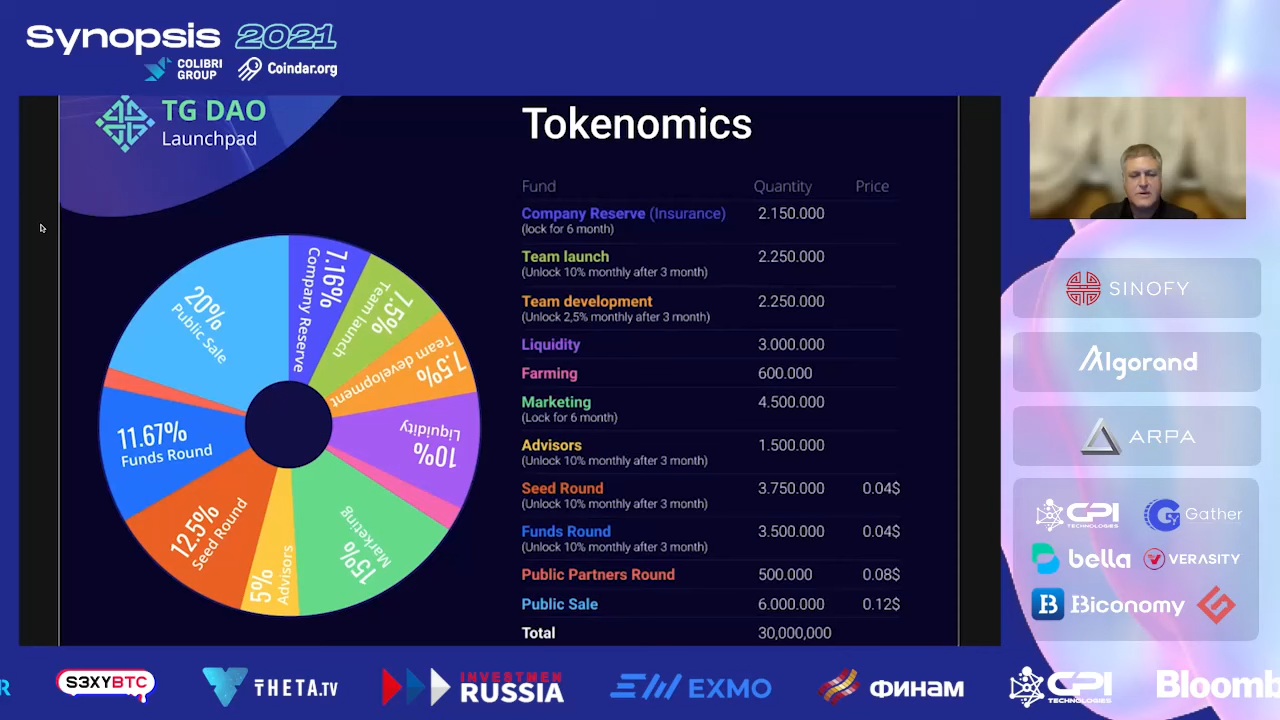 Synopsis 2021
COLIBRI
GROUP
Coindar.org
TG DAO
Launchpad
Tokenomics
Fund Quantity Price
Company Reserve (Insurance) 2.150.000
(lock for 6 month)
Team launch 2.250.000
(Unlock 10% monthly after 3 month)
Team development 2.250.000
(Unlock 2,5% monthly after 3 month)
Liquidity 3.000.000
Farming 600.000
Marketing 4.500.000
(Lock for 6 month)
Advisors 1.500.000
(Unlock 10% monthly after 3 month)
Seed Round 3.750.000 0.04$
(Unlock 10% monthly after 3 month)
Funds Round 3.500.000 0.04$
(Unlock 10% monthly after 3 month)
Public Partners Round 500.000 0.08$
Public Sale 6.000.000 0.12$
Total 30,000,000
7.16%
Company Reserve
7.5%
Team launch
7.5%
Team development
10%
Liquidity
15%
Marketing
5%
Advisors
12.5%
Seed Round
11.67%
Funds Round
20%
Public Sale
SINOFY
Algorand
ARPA
CPI
TECHNOLOGIES
Gather
bella
VERASITY
B Biconomy
S3XYBTC
THETA.TV
INVESTMEN
RUSSIA
EXMO
ФИНАМ
CPI
TECHNOLOGIES